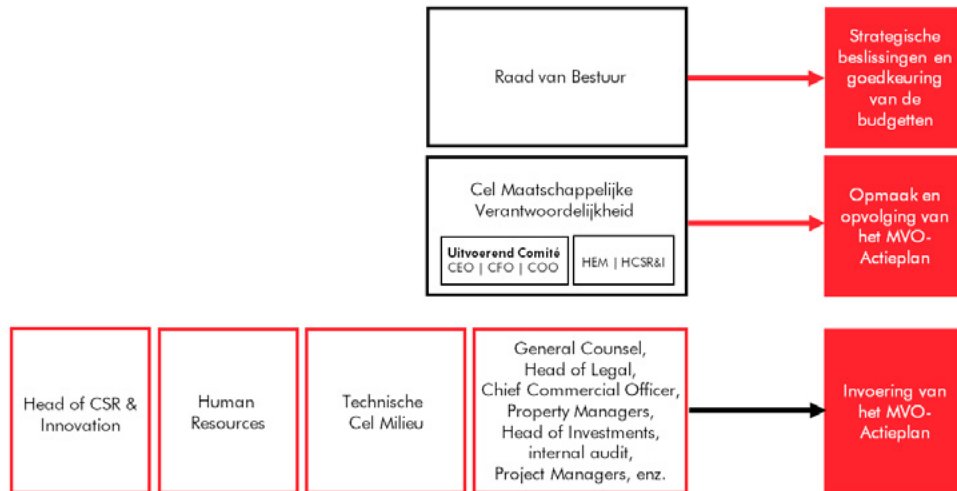 Raad van Bestuur
Strategische
beslissingen en
goedkeuring
van de
budgetten
Cel Maatschappelijke
Verantwoordelijkheid
Uitvoerend Comité
CEO | CFO | COO
HEM | HCSR&I
Opmaak en
opvolging van
het MVO-
Actieplan
Head of CSR &
Innovation
Human
Resources
Technische
Cel Milieu
General Counsel,
Head of Legal,
Chief Commercial Officer,
Property Managers,
Head of Investments,
internal audit,
Project Managers, enz.
Invoering van
het MVO-
Actieplan